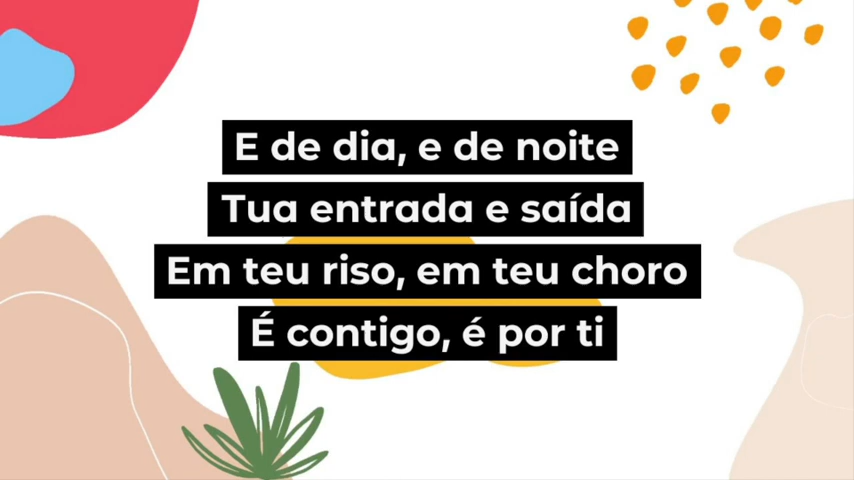 E de dia, e de noite
Tua entrada e saída
Em teu riso, em teu choro
É contigo, é por ti